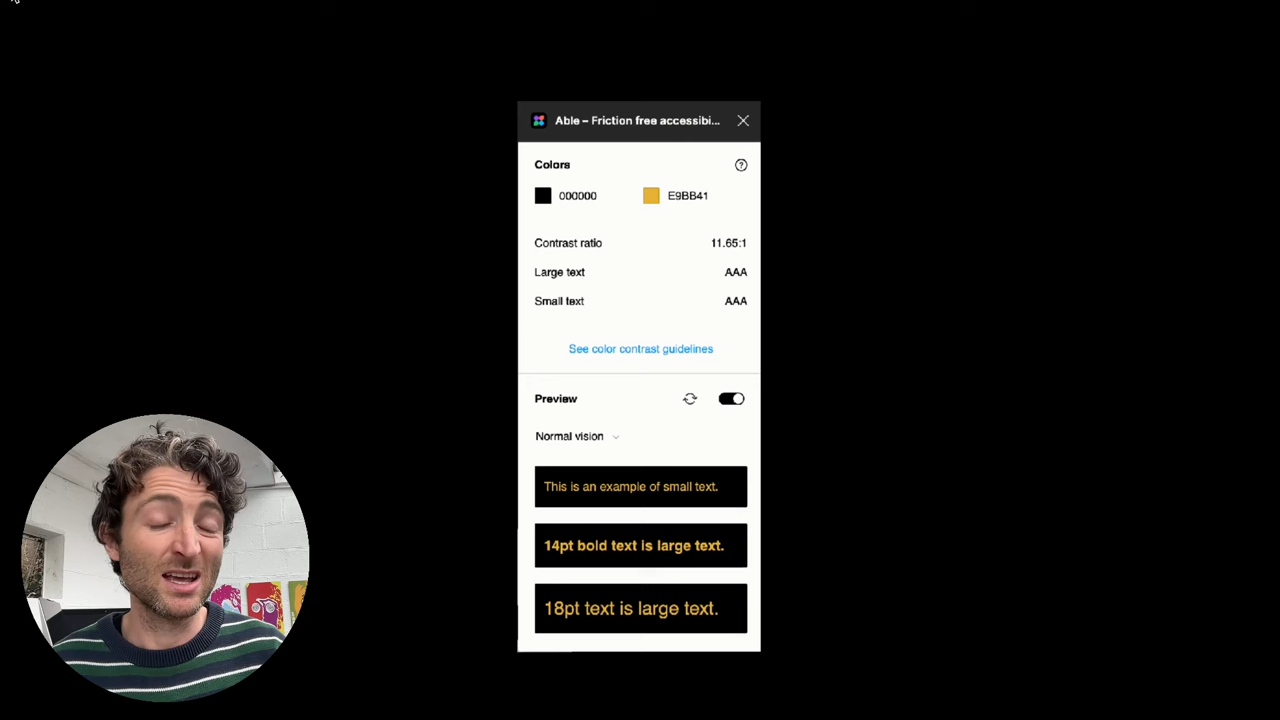 Able – Friction free accessibi...
Colors
000000 E9BB41
Contrast ratio 11.65:1
Large text AAA
Small text AAA
See color contrast guidelines
Preview
Normal vision
This is an example of small text.
14pt bold text is large text.
18pt text is large text.